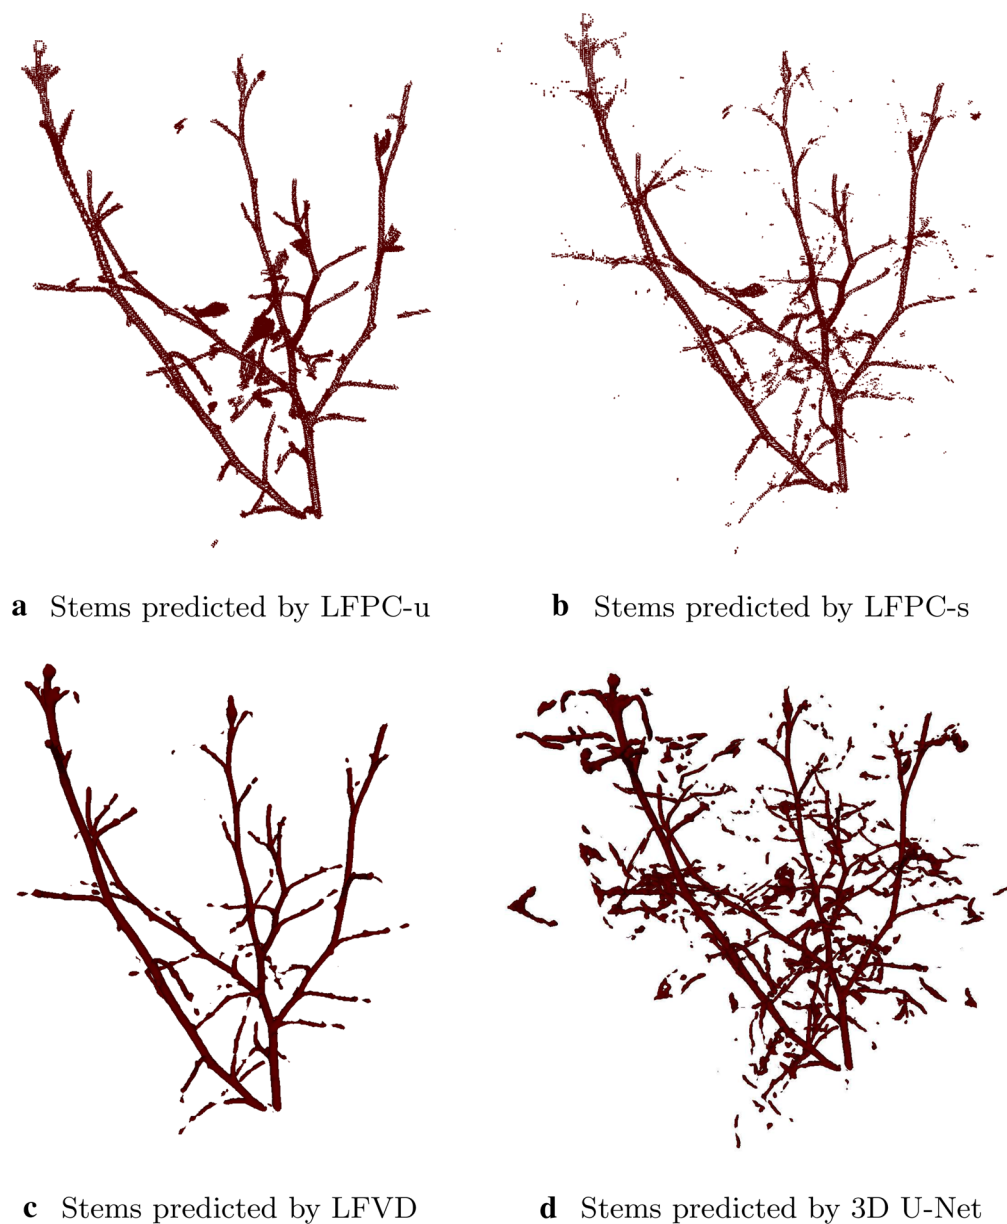 a Stems predicted by LFPC-u
b Stems predicted by LFPC-s
c Stems predicted by LFVD
d Stems predicted by 3D U-Net